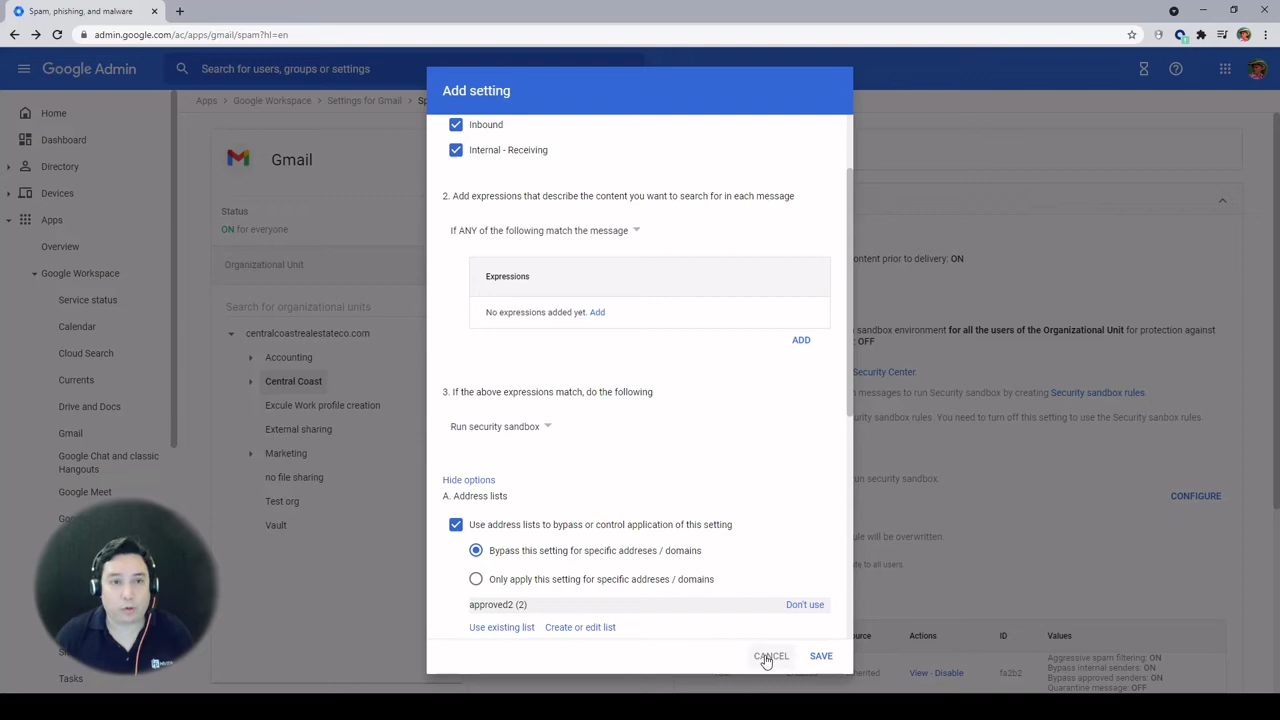 Spam, phishing, and malware
admin.google.com/ac/apps/gmail/spam?hl=en
Google Admin
Search for users, groups or settings
Home
Dashboard
Directory
Devices
Apps
Overview
Google Workspace
Service status
Calendar
Cloud Search
Currents
Drive and Docs
Gmail
Google Chat and classic
Hangouts
Google Meet
Tasks
Apps
Google Workspace
Settings for Gmail
Gmail
Status
ON for everyone
Organizational Unit
Search for organizational units
centralcoastrealestateco.com
Accounting
Central Coast
Excule Work profile creation
External sharing
Marketing
no file sharing
Test org
Vault
Add setting
Inbound
Internal - Receiving
2. Add expressions that describe the content you want to search for in each message
If ANY of the following match the message
Expressions
No expressions added yet. Add
ADD
3. If the above expressions match, do the following
Run security sandbox
Hide options
A. Address lists
Use address lists to bypass or control application of this setting
Bypass this setting for specific addreses / domains
Only apply this setting for specific addreses / domains
approved2 (2)
Don't use
Use existing list
Create or edit list
CANCEL
SAVE
content prior to delivery: ON
sandbox environment for all the users of the Organizational Unit for protection against
: OFF
Security Center.
messages to run Security sandbox by creating Security sandbox rules.
curity sandbox rules. You need to turn off this setting to use the Security sandbox rules.
n security sandbox.
CONFIGURE
ule will be overwritten.
ate to all users.
Actions
ID
Values
View - Disable
fa2b2
Aggressive spam filtering: ON
Bypass internal senders: ON
Bypass approved senders: ON
Quarantine message: OFF